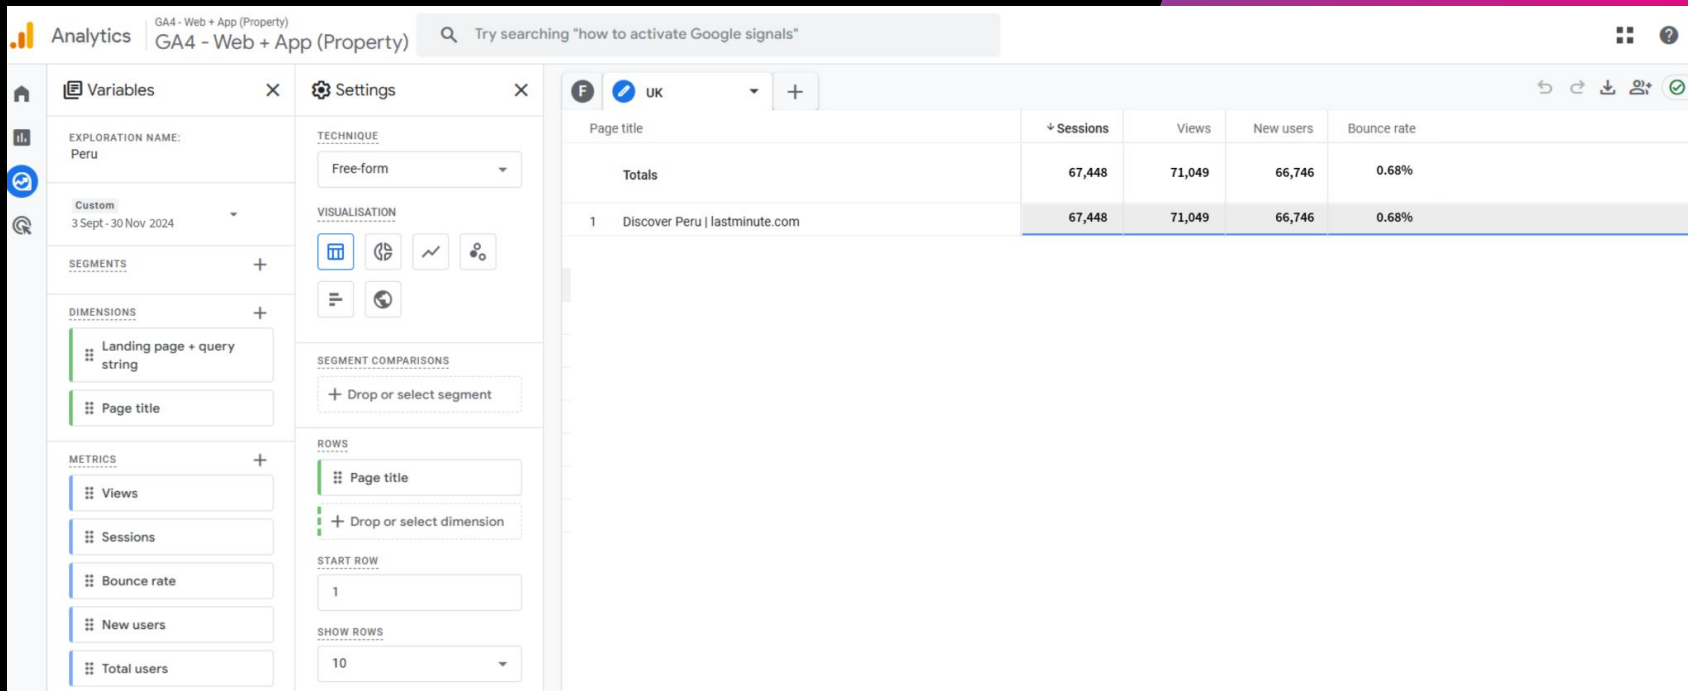 GA4 - Web + App (Property)
Analytics
GA4 - Web + App (Property)
Try searching "how to activate Google signals"
Variables
EXPLORATION NAME:
Peru
Custom
3 Sept - 30 Nov 2024
SEGMENTS
DIMENSIONS
Landing page + query
string
Page title
METRICS
Views
Sessions
Bounce rate
New users
Total users
Settings
TECHNIQUE
Free-form
VISUALISATION
SEGMENT COMPARISONS
Drop or select segment
ROWS
Page title
Drop or select dimension
START ROW
1
SHOW ROWS
10
F UK
Page title Sessions Views New users Bounce rate
Totals 67,448 71,049 66,746 0.68%
1 Discover Peru | lastminute.com 67,448 71,049 66,746 0.68%